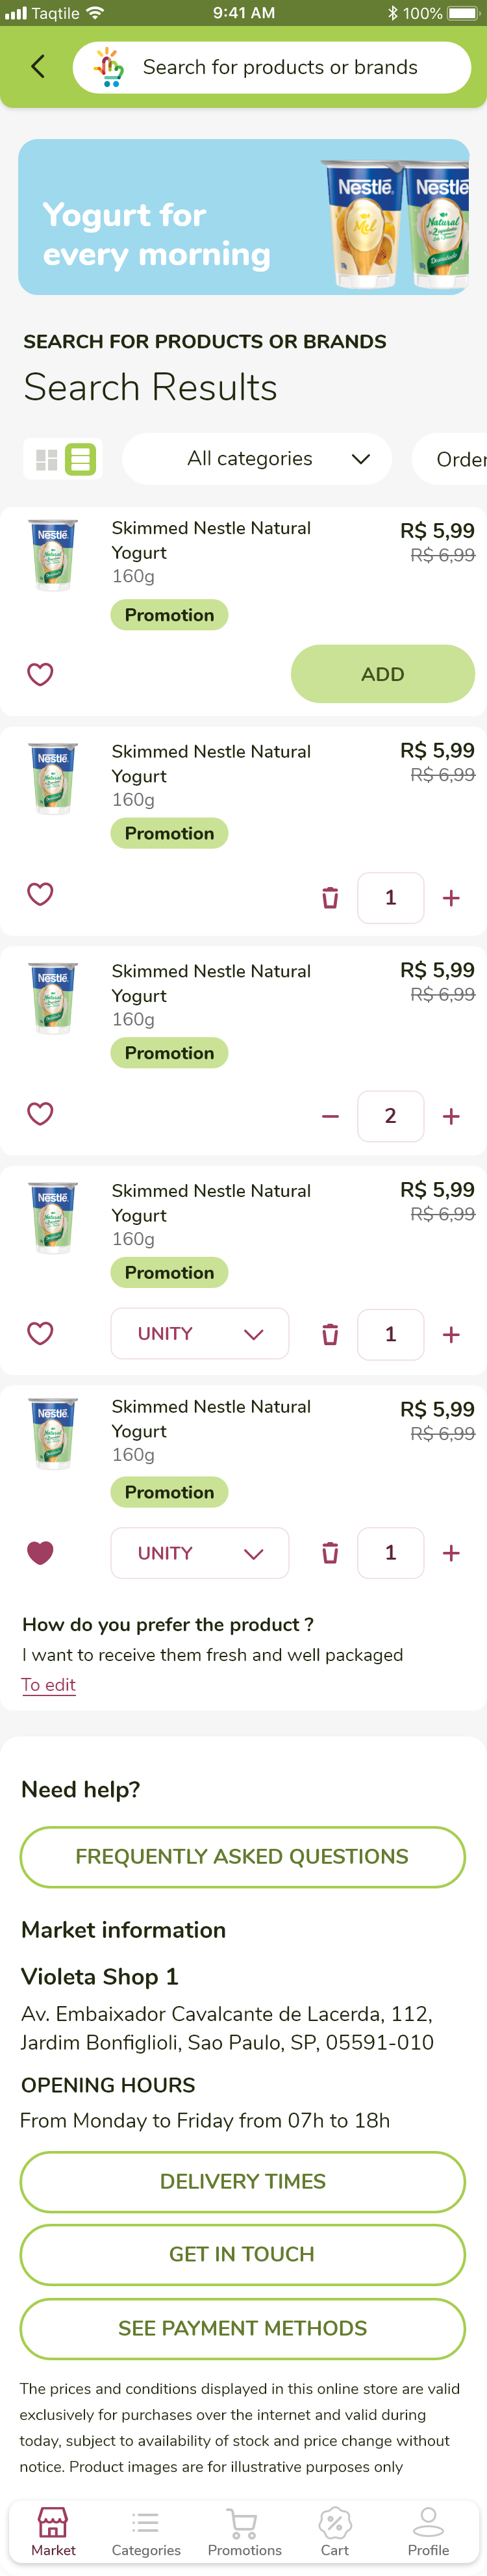 Taqtile 9:41 AM 100%
Search for products or brands
Yogurt for
every morning
Nestlé Nestlé
Mel Natural
SEARCH FOR PRODUCTS OR BRANDS
Search Results
All categories Order
Skimmed Nestle Natural R$ 5,99
Yogurt R$ 6,99
160g
Promotion
ADD
Nestlé
Skimmed Nestle Natural R$ 5,99
Yogurt R$ 6,99
160g
Promotion
1
Nestlé
Skimmed Nestle Natural R$ 5,99
Yogurt R$ 6,99
160g
Promotion
2
Nestlé
Skimmed Nestle Natural R$ 5,99
Yogurt R$ 6,99
160g
Promotion
UNITY 1
Nestlé
Skimmed Nestle Natural R$ 5,99
Yogurt R$ 6,99
160g
Promotion
UNITY 1
Nestlé
How do you prefer the product ?
I want to receive them fresh and well packaged
To edit
Need help?
FREQUENTLY ASKED QUESTIONS
Market information
Violeta Shop 1
Av. Embaixador Cavalcante de Lacerda, 112,
Jardim Bonfiglioli, Sao Paulo, SP, 05591-010
OPENING HOURS
From Monday to Friday from 07h to 18h
DELIVERY TIMES
GET IN TOUCH
SEE PAYMENT METHODS
The prices and conditions displayed in this online store are valid
exclusively for purchases over the internet and valid during
today, subject to availability of stock and price change without
notice. Product images are for illustrative purposes only
Market Categories Promotions Cart Profile